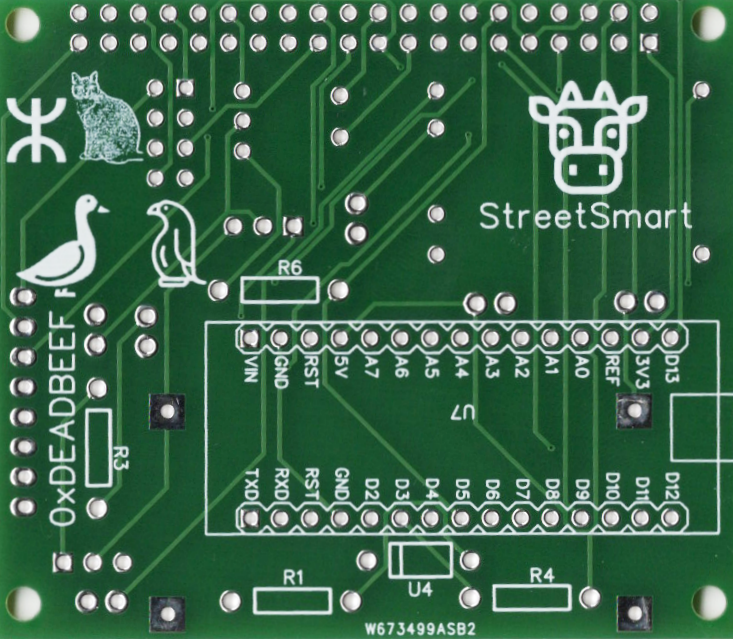 ⵣ
StreetSmart
R6
0xDEADBEEF
R3
VIN GND RST 5V A7 A6 A5 A4 A3 A2 A1 A0 REF 3V3 D13
U7
TXD RXD RST GND D2 D3 D4 D5 D6 D7 D8 D9 D10 D11 D12
U4
R1
R4
W673499ASB2